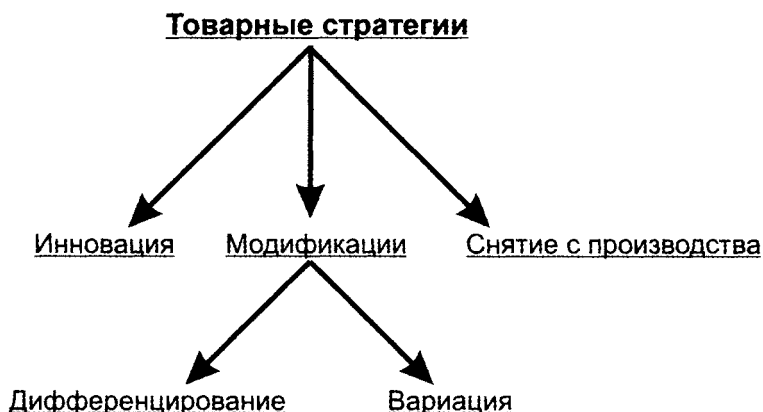 Товарные стратегии
Инновация Модификации Снятие с производства
Дифференцирование Вариация